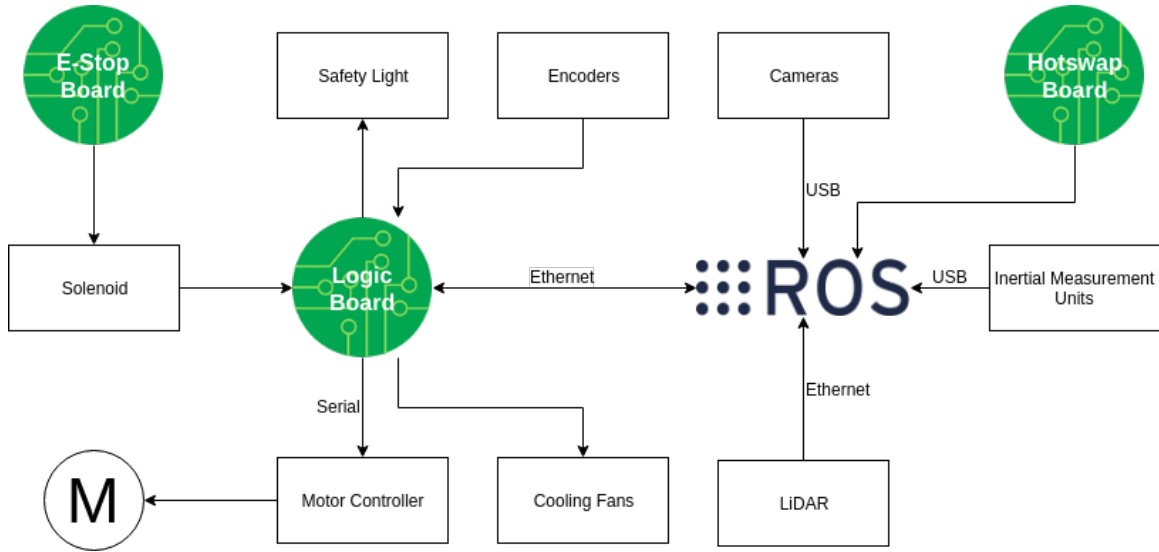 E-Stop
Board
Safety Light
Encoders
Cameras
Hotswap
Board
USB
Solenoid
Logic
Board
Ethernet
ROS
USB
Inertial Measurement
Units
Serial
Ethernet
M
Motor Controller
Cooling Fans
LiDAR